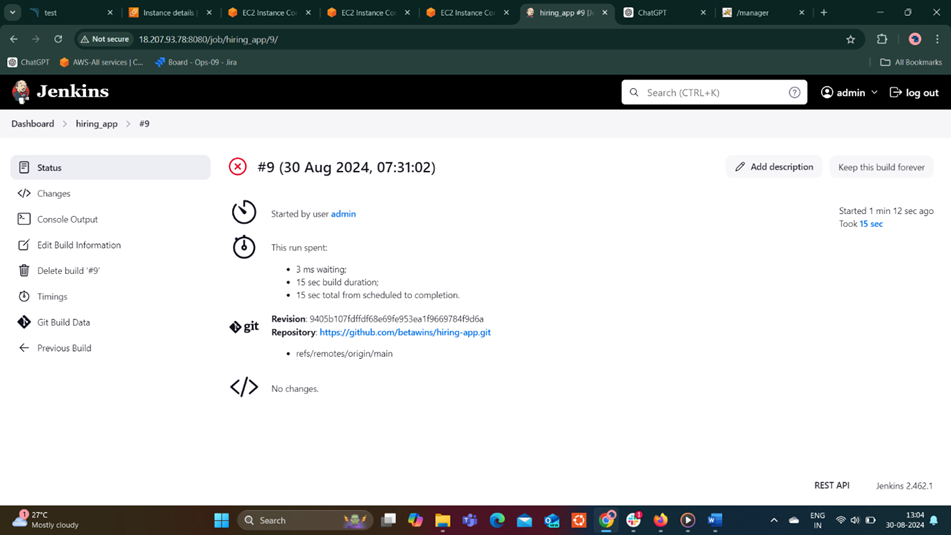 test
Instance details
EC2 Instance Co
EC2 Instance Co
EC2 Instance Co
hiring_app #9 [J
ChatGPT
/manager
Not secure
18.207.93.78:8080/job/hiring_app/9/
ChatGPT
AWS-All services | C...
Board - Ops-09 - Jira
All Bookmarks
Jenkins
Search (CTRL+K)
?
admin
log out
Dashboard
hiring_app
#9
Status
Changes
Console Output
Edit Build Information
Delete build '#9'
Timings
Git Build Data
Previous Build
#9 (30 Aug 2024, 07:31:02)
Add description
Keep this build forever
Started 1 min 12 sec ago
Took 15 sec
Started by user admin
This run spent:
• 3 ms waiting;
• 15 sec build duration;
• 15 sec total from scheduled to completion.
git
Revision: 9405b107fdffdf68e69fe953ea1f9669784f9d6a
Repository: https://github.com/betawins/hiring-app.git
• refs/remotes/origin/main
No changes.
REST API
Jenkins 2.462.1
1
27°C
Mostly cloudy
Search
ENG
IN
13:04
30-08-2024